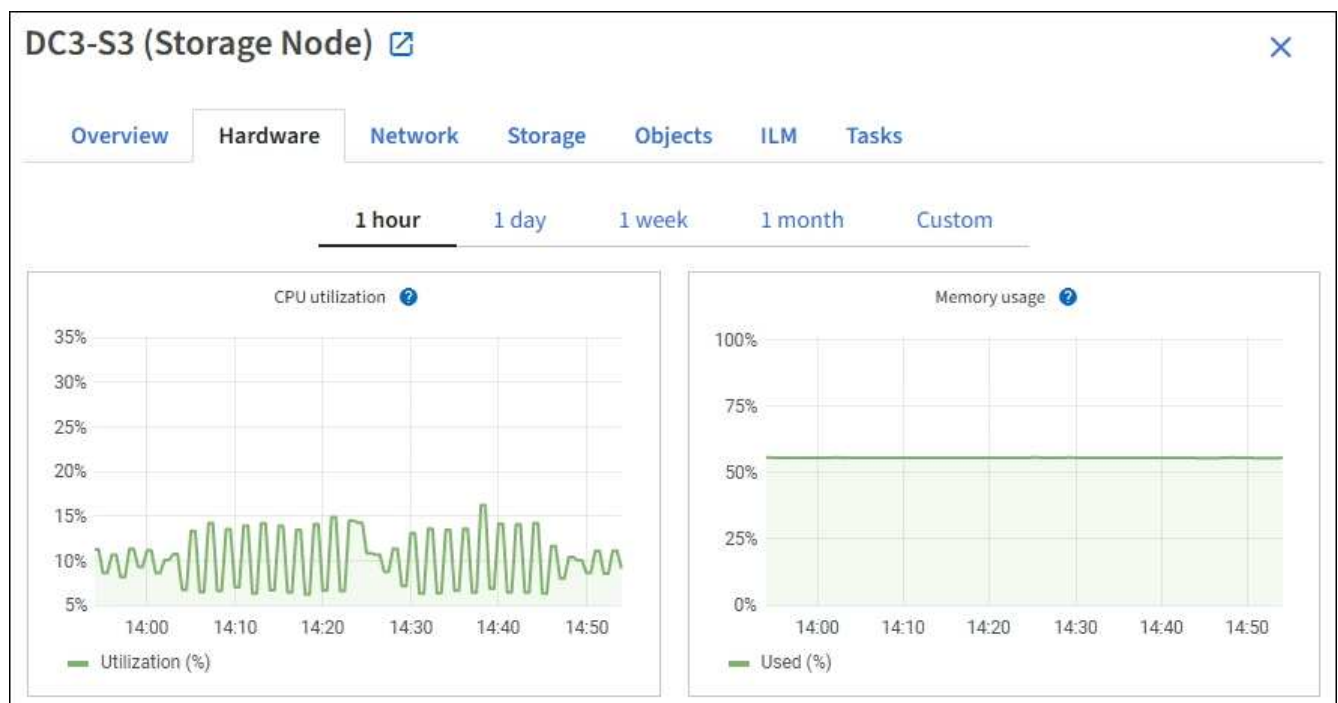 DC3-S3 (Storage Node)
Overview Hardware Network Storage Objects ILM Tasks
1 hour 1 day 1 week 1 month Custom
CPU utilization ?
35%
30%
25%
20%
15%
10%
5%
14:00 14:10 14:20 14:30 14:40 14:50
Utilization (%)
Memory usage ?
100%
75%
50%
25%
0%
14:00 14:10 14:20 14:30 14:40 14:50
Used (%)